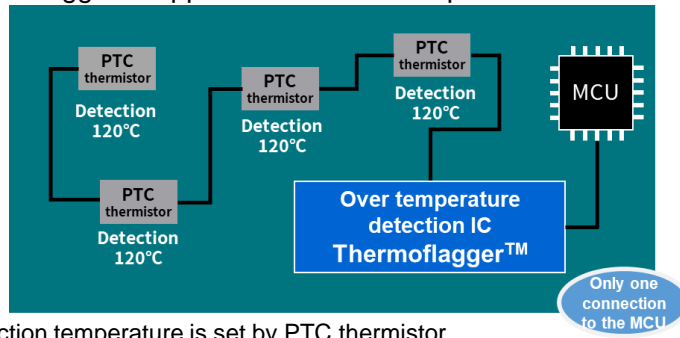 PTC
thermistor
Detection
120℃
PTC
thermistor
Detection
120℃
PTC
thermistor
Detection
120℃
PTC
thermistor
Detection
120℃
MCU
Over temperature
detection IC
Thermoflagger™
Only one
connection
to the MCU
temperature is set by PTC thermistor